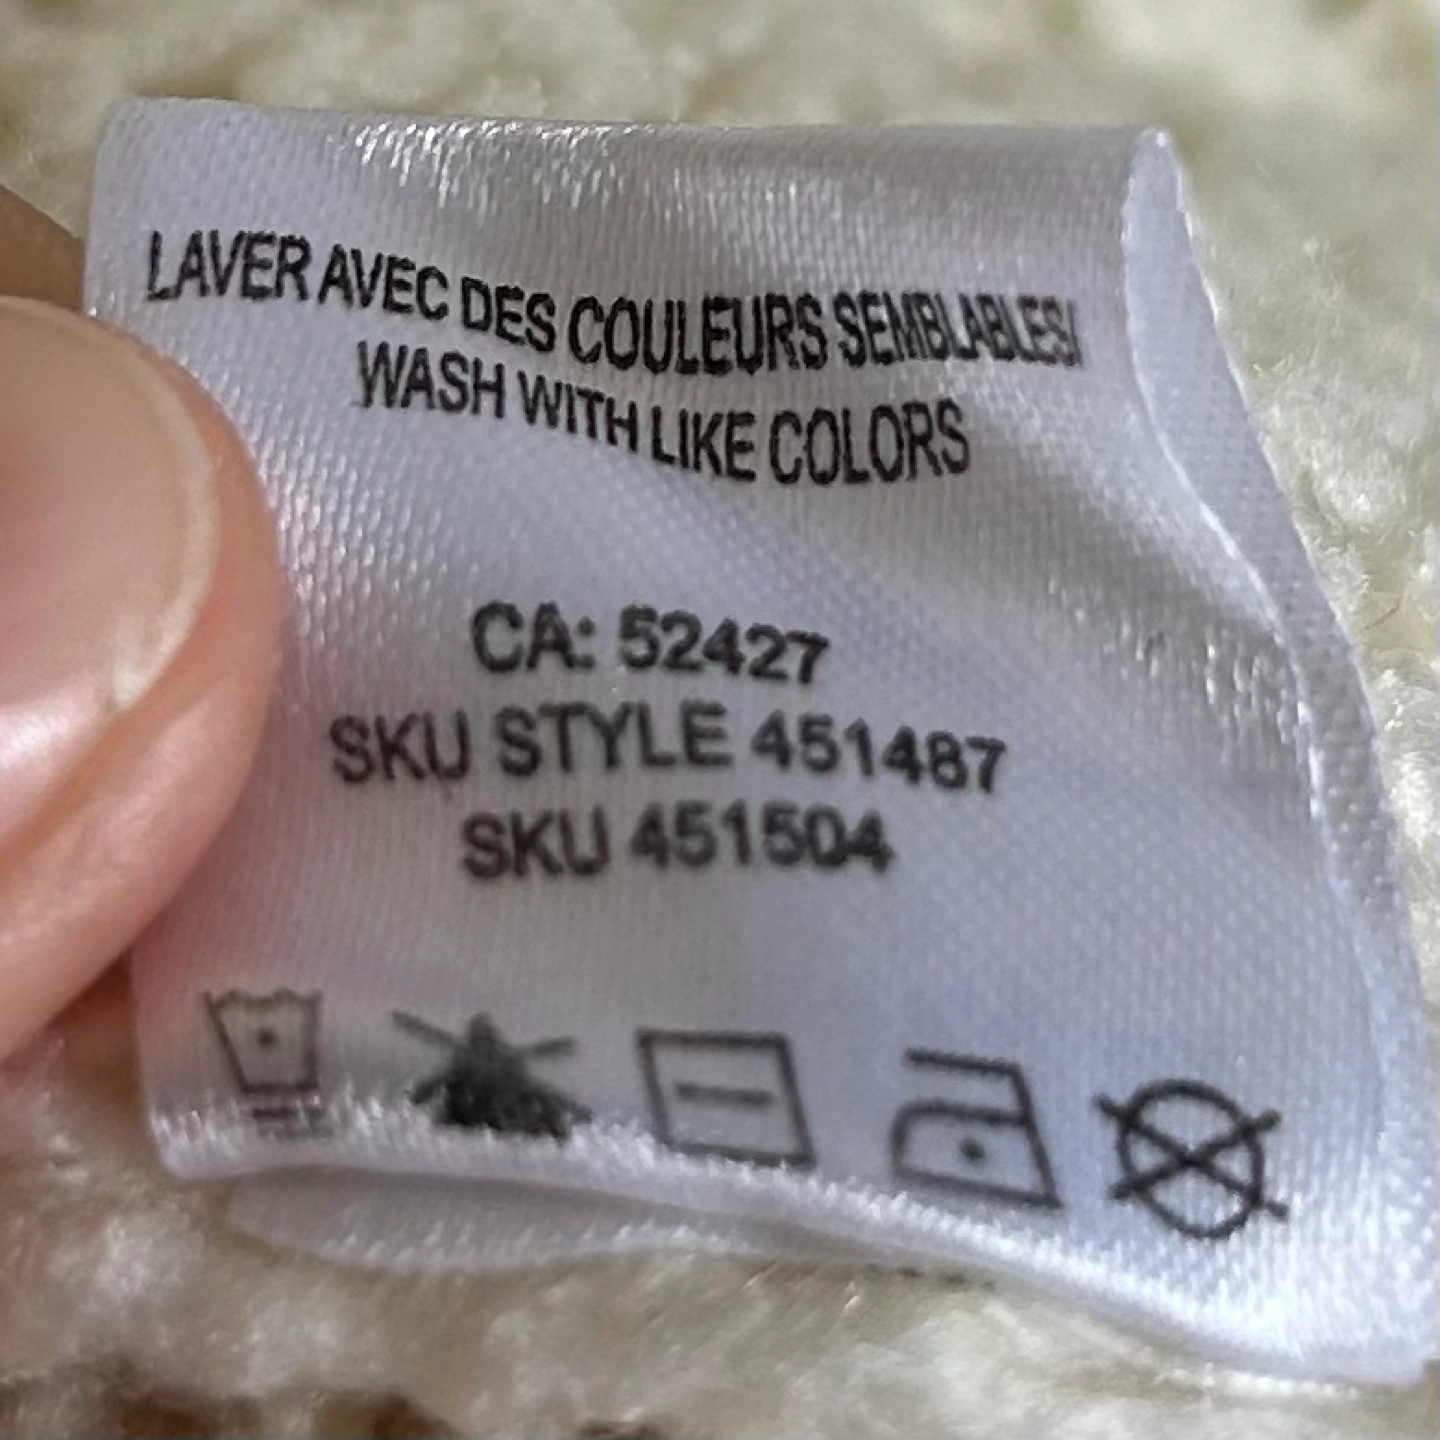 LAVER AVEC DES COULEURS SEMBLABLES/
WASH WITH LIKE COLORS
CA: 52427
SKU STYLE 451487
SKU 451504